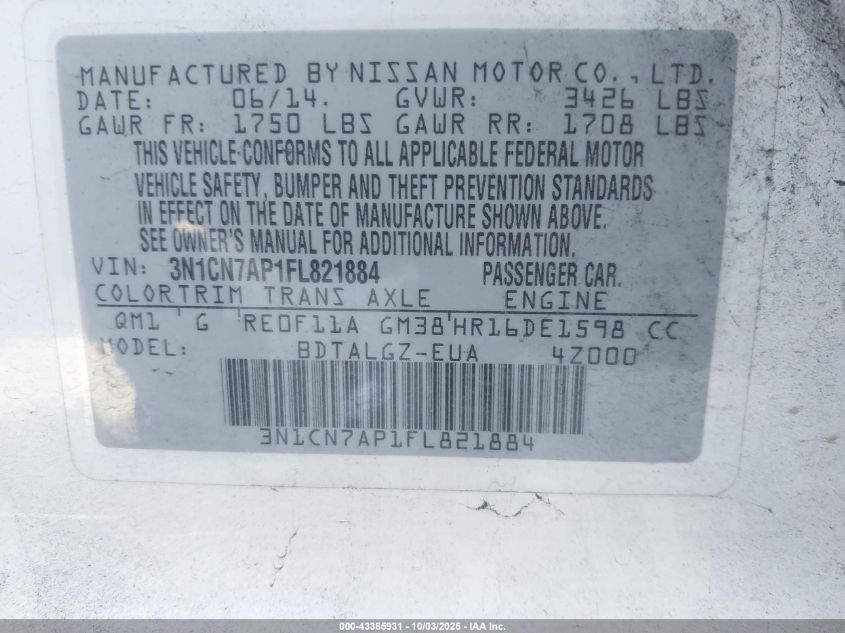 MANUFACTURED BY NISSAN MOTOR CO., LTD.
DATE: 06/14. GVWR: 3426 LBS
GAWR FR: 1750 LBS GAWR RR: 1708 LBS
THIS VEHICLE CONFORMS TO ALL APPLICABLE FEDERAL MOTOR
VEHICLE SAFETY, BUMPER AND THEFT PREVENTION STANDARDS
IN EFFECT ON THE DATE OF MANUFACTURE SHOWN ABOVE.
SEE OWNER'S MANUAL FOR ADDITIONAL INFORMATION.
VIN: 3N1CN7AP1FL821884 PASSENGER CAR.
COLORTRIM TRANS AXLE ENGINE
QM1 ' G 'RE0F11A GM38'HR16DE1598 CC
MODEL: BDTALGZ-EUA 4Z000
3N1CN7AP1FL821884
000-43385931 - 10/03/2025 - IAA Inc.